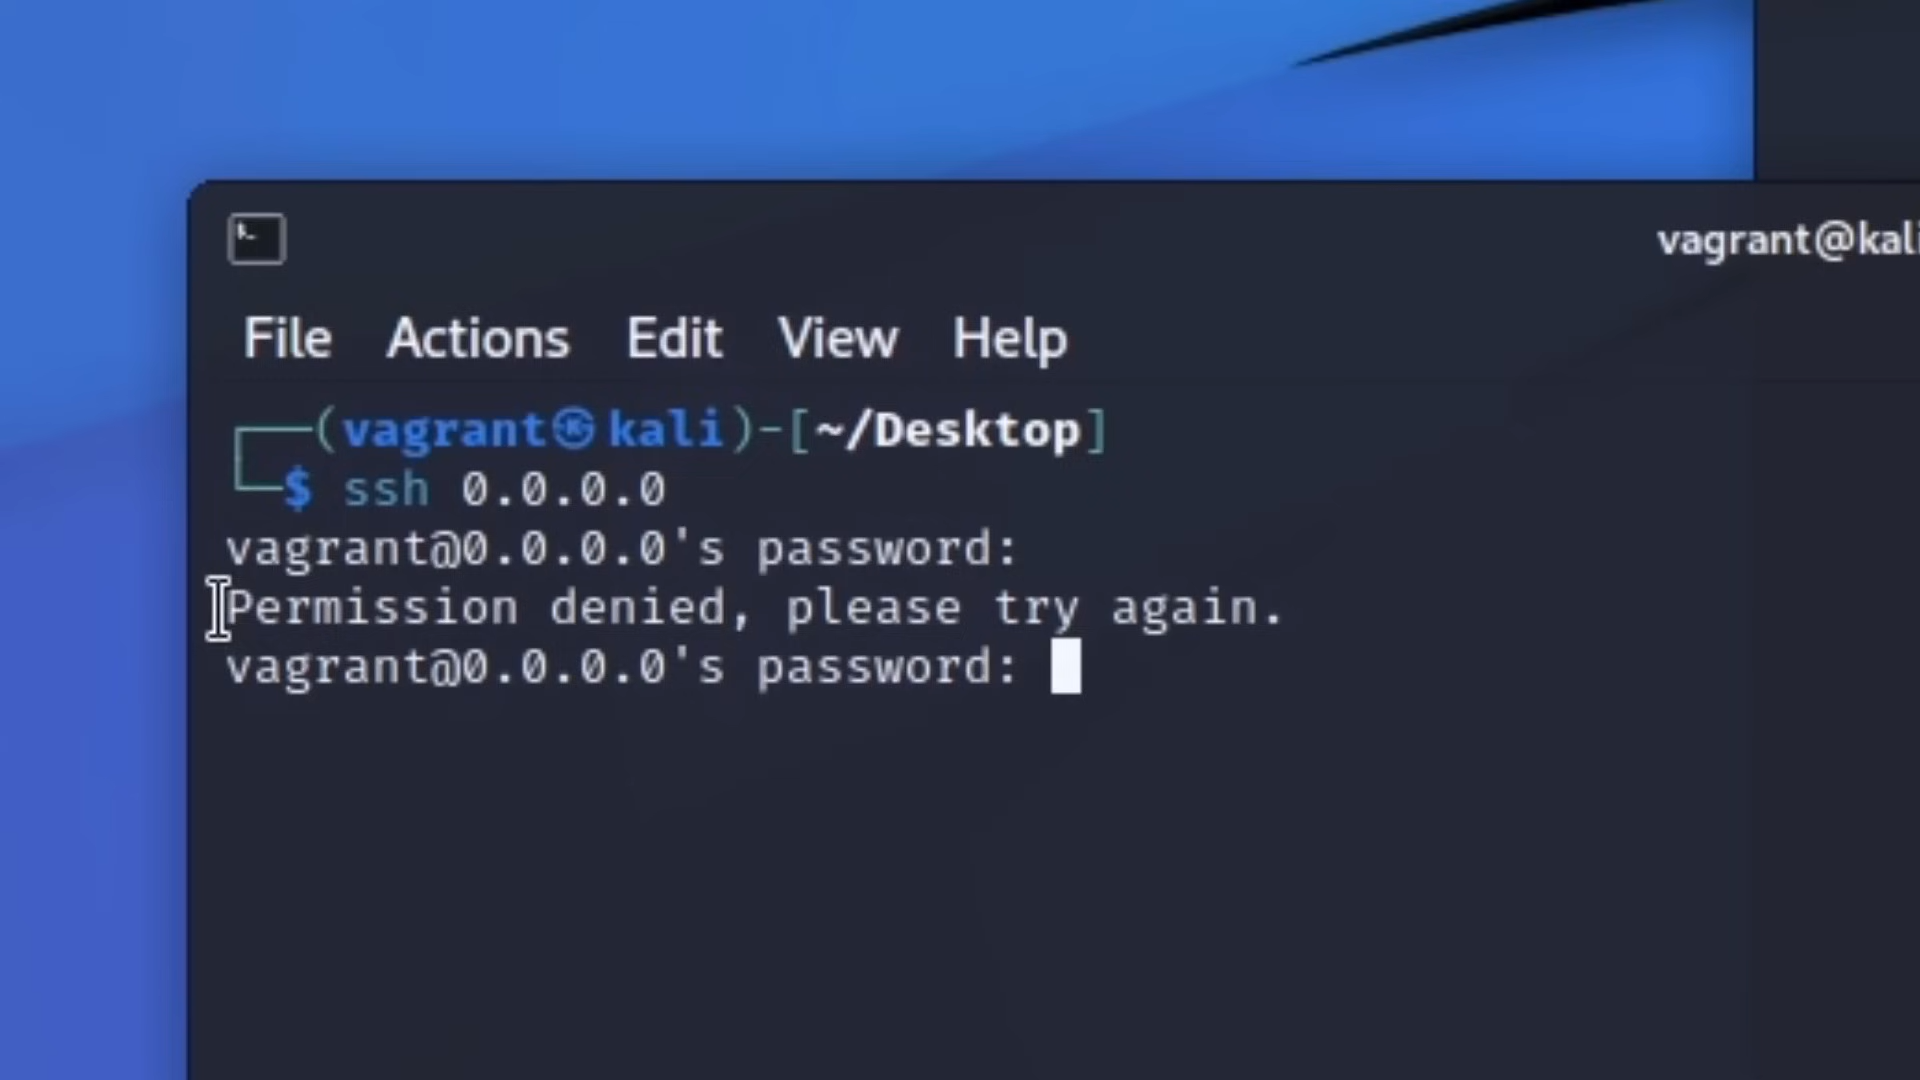 vagrant@kali
File Actions Edit View Help
┌──(vagrant㉿kali)-[~/Desktop]
└─$ ssh 0.0.0.0
vagrant@0.0.0.0's password:
Permission denied, please try again.
vagrant@0.0.0.0's password: